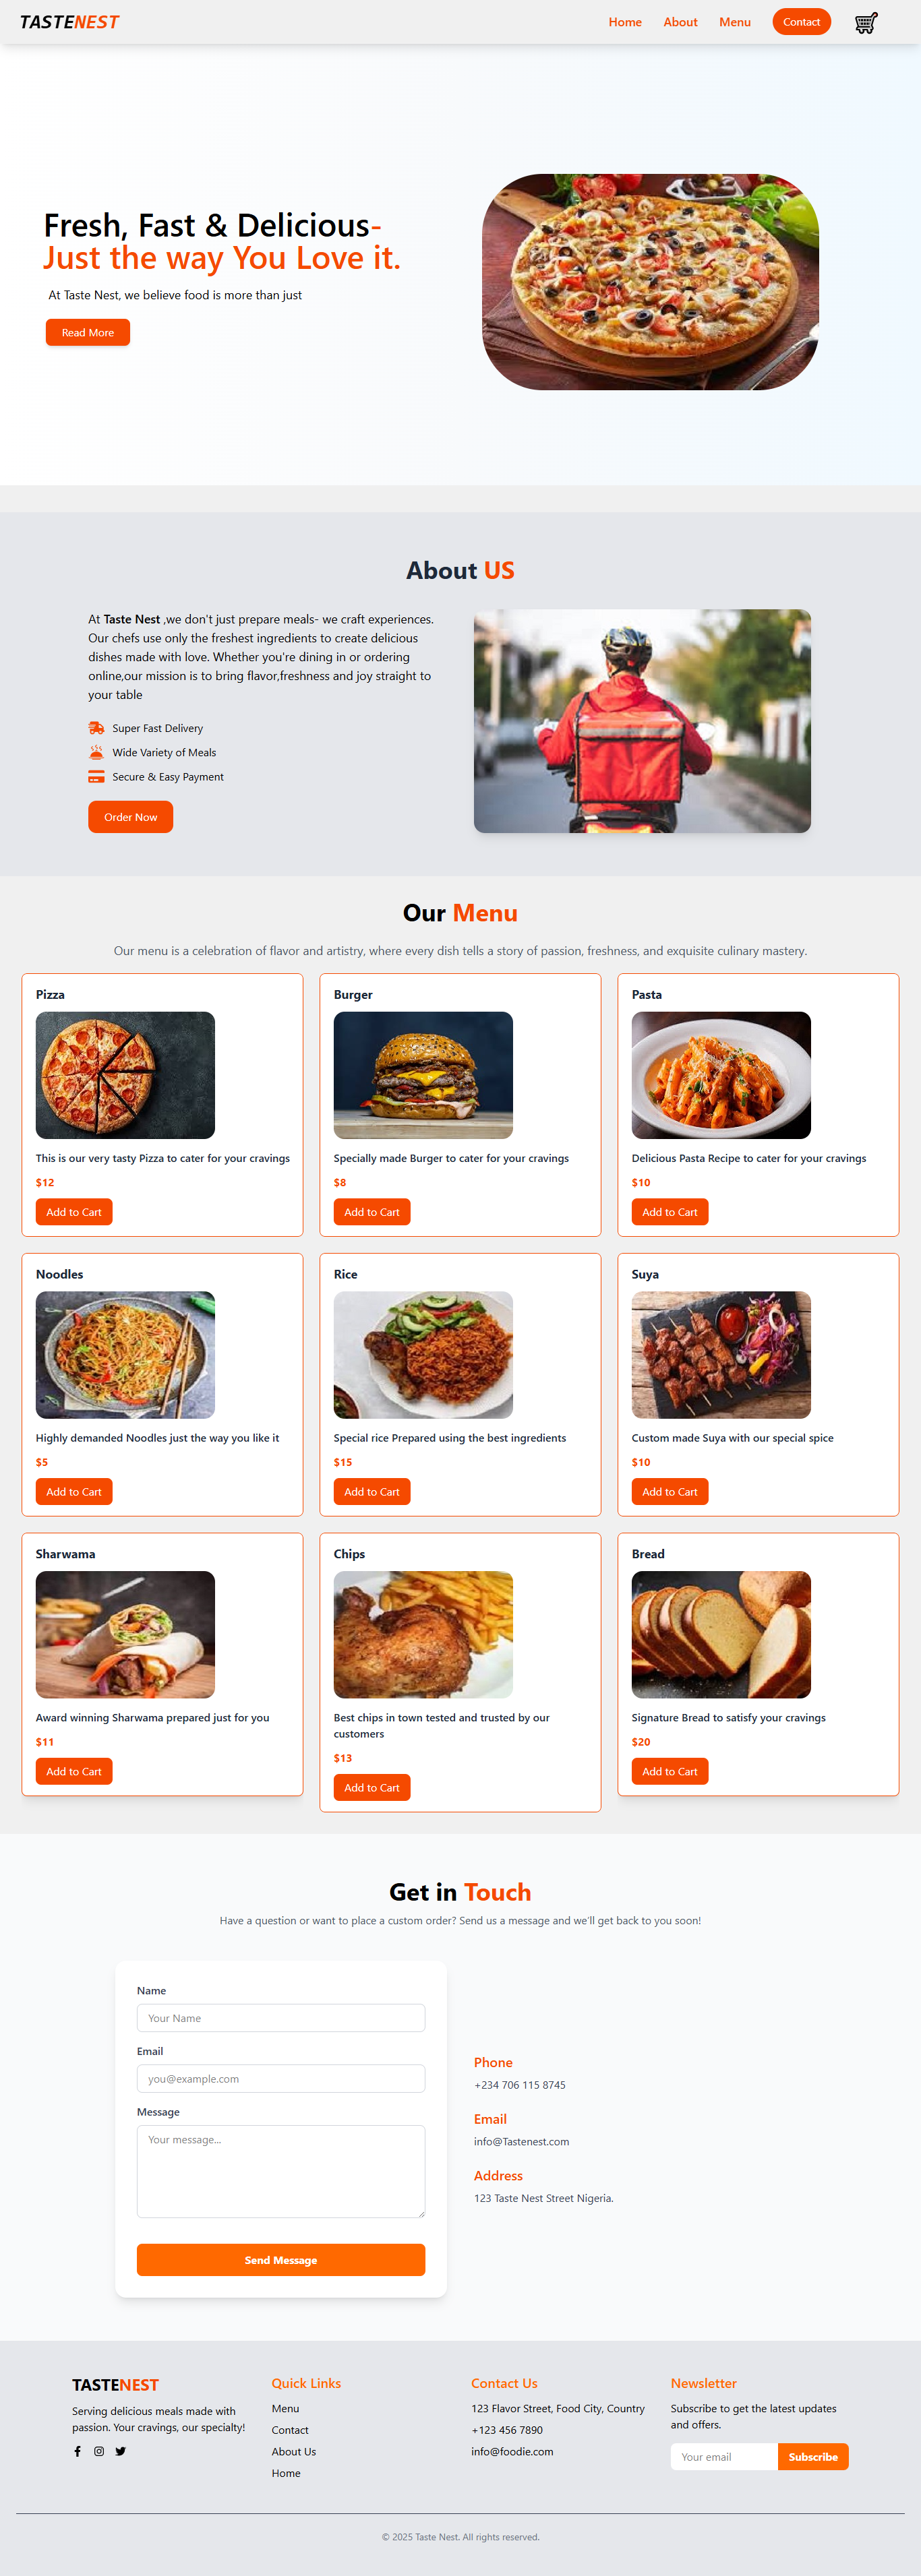 TASTENEST
Home
About
Menu
Contact
Fresh, Fast & Delicious-
Just the way You Love it.
At Taste Nest, we believe food is more than just
Read More
About US
At Taste Nest ,we don't just prepare meals- we craft experiences.
Our chefs use only the freshest ingredients to create delicious
dishes made with love. Whether you're dining in or ordering
online,our mission is to bring flavor,freshness and joy straight to
your table
Super Fast Delivery
Wide Variety of Meals
Secure & Easy Payment
Order Now
Our Menu
Our menu is a celebration of flavor and artistry, where every dish tells a story of passion, freshness, and exquisite culinary mastery.
Pizza
This is our very tasty Pizza to cater for your cravings
$12
Add to Cart
Burger
Specially made Burger to cater for your cravings
$8
Add to Cart
Pasta
Delicious Pasta Recipe to cater for your cravings
$10
Add to Cart
Noodles
Highly demanded Noodles just the way you like it
$5
Add to Cart
Rice
Special rice Prepared using the best ingredients
$15
Add to Cart
Suya
Custom made Suya with our special spice
$10
Add to Cart
Sharwama
Award winning Sharwama prepared just for you
$11
Add to Cart
Chips
Best chips in town tested and trusted by our
customers
$13
Add to Cart
Bread
Signature Bread to satisfy your cravings
$20
Add to Cart
Get in Touch
Have a question or want to place a custom order? Send us a message and we'll get back to you soon!
Name
Your Name
Email
you@example.com
Message
Your message...
Send Message
Phone
+234 706 115 8745
Email
info@Tastenest.com
Address
123 Taste Nest Street Nigeria.
TASTENEST
Serving delicious meals made with
passion. Your cravings, our specialty!
Quick Links
Menu
Contact
About Us
Home
Contact Us
123 Flavor Street, Food City, Country
+123 456 7890
info@foodie.com
Newsletter
Subscribe to get the latest updates
and offers.
Your email
Subscribe
© 2025 Taste Nest. All rights reserved.